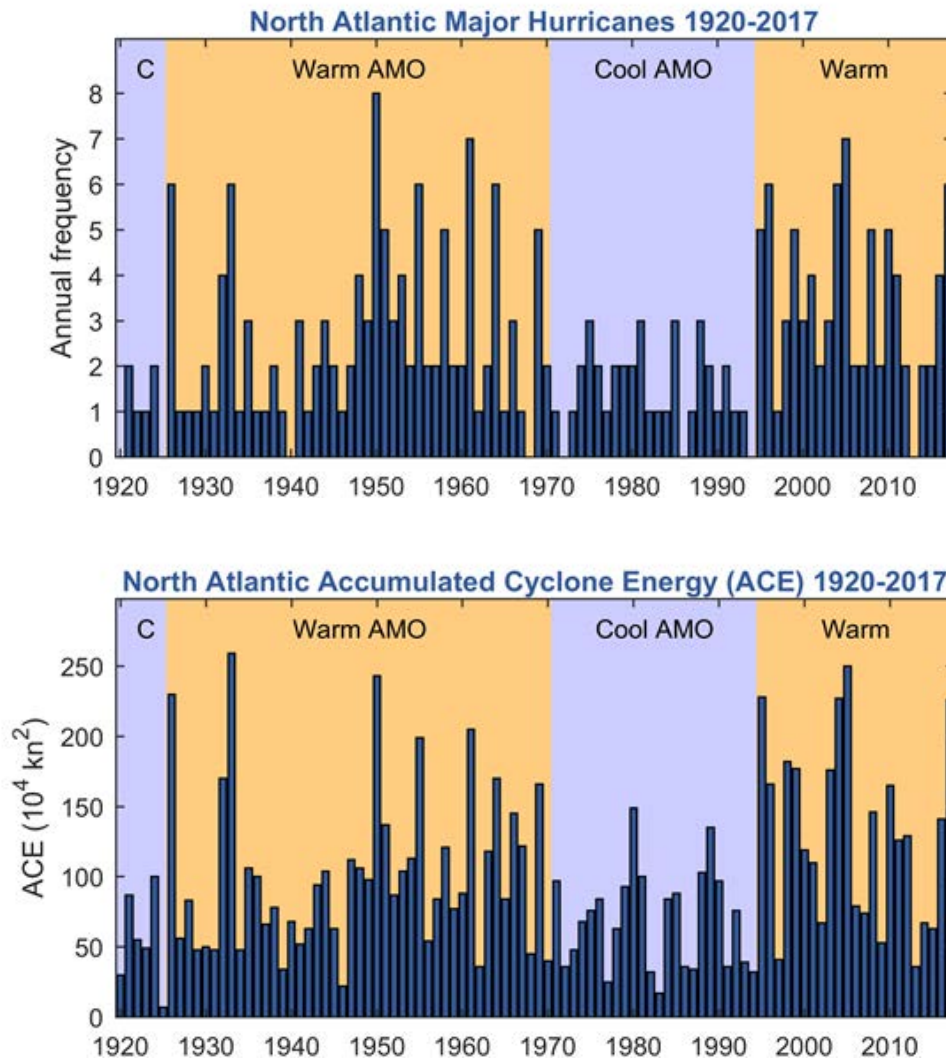 North Atlantic Major Hurricanes 1920-2017
C Warm AMO Cool AMO Warm
8
7
6
5
4
3
2
1
0
Annual frequency
1920 1930 1940 1950 1960 1970 1980 1990 2000 2010
North Atlantic Accumulated Cyclone Energy (ACE) 1920-2017
C Warm AMO Cool AMO Warm
250
200
150
100
50
0
ACE (10⁴ kn²)
1920 1930 1940 1950 1960 1970 1980 1990 2000 2010